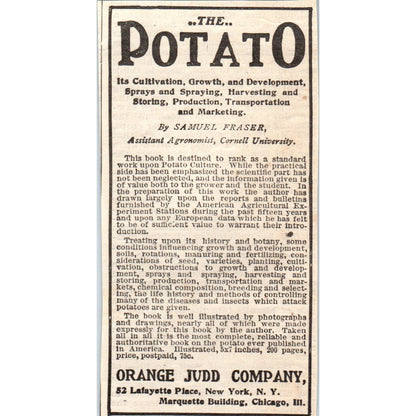 ..THE..
POTATO
Its Cultivation, Growth, and Development,
Sprays and Spraying, Harvesting and
Storing, Production, Transportation
and Marketing.
By SAMUEL FRASER,
Assistant Agronomist, Cornell University.
This book is destined to rank as a standard
work upon Potato Culture. While the practical
side has been emphasized the scientific part has
not been neglected, and the information given is
of value both to the grower and the student. In
the preparation of this work the author has
drawn largely upon the reports and bulletins
furnished by the American Agricultural Ex-
periment Stations during the past fifteen years
and upon any European data which he has felt
to be of sufficient value to warrant their intro-
duction.
Treating upon its history and botany, some
conditions influencing growth and development,
soils, rotations, manuring and fertilizing, con-
siderations of seed, varieties, planting, culti-
vation, obstructions to growth and develop-
ment, sprays and spraying, harvesting and
storing, production, transportation and mar-
kets, chemical composition, breeding and select-
ing, the life history and methods of controlling
many of the diseases and insects which attack
potatoes are given.
The book is well illustrated by photographs
and drawings, nearly all of which were made
expressly for this book by the author. Taken
all in all it is the most complete, reliable and
authoritative book on the potato ever published
in America. Illustrated, 5x7 inches, 200 pages,
price, postpaid, 75c.
ORANGE JUDD COMPANY,
52 Lafayette Place, New York, N. Y.
Marquette Building, Chicago, Ill.